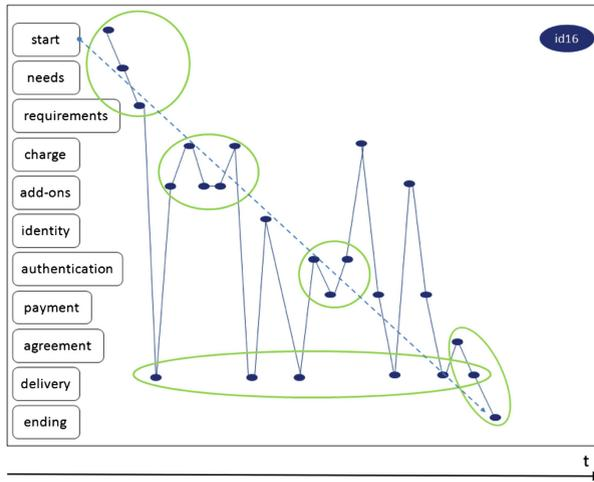 start
id16
needs
requirements
charge
add-ons
identity
authentication
payment
agreement
delivery
ending
t